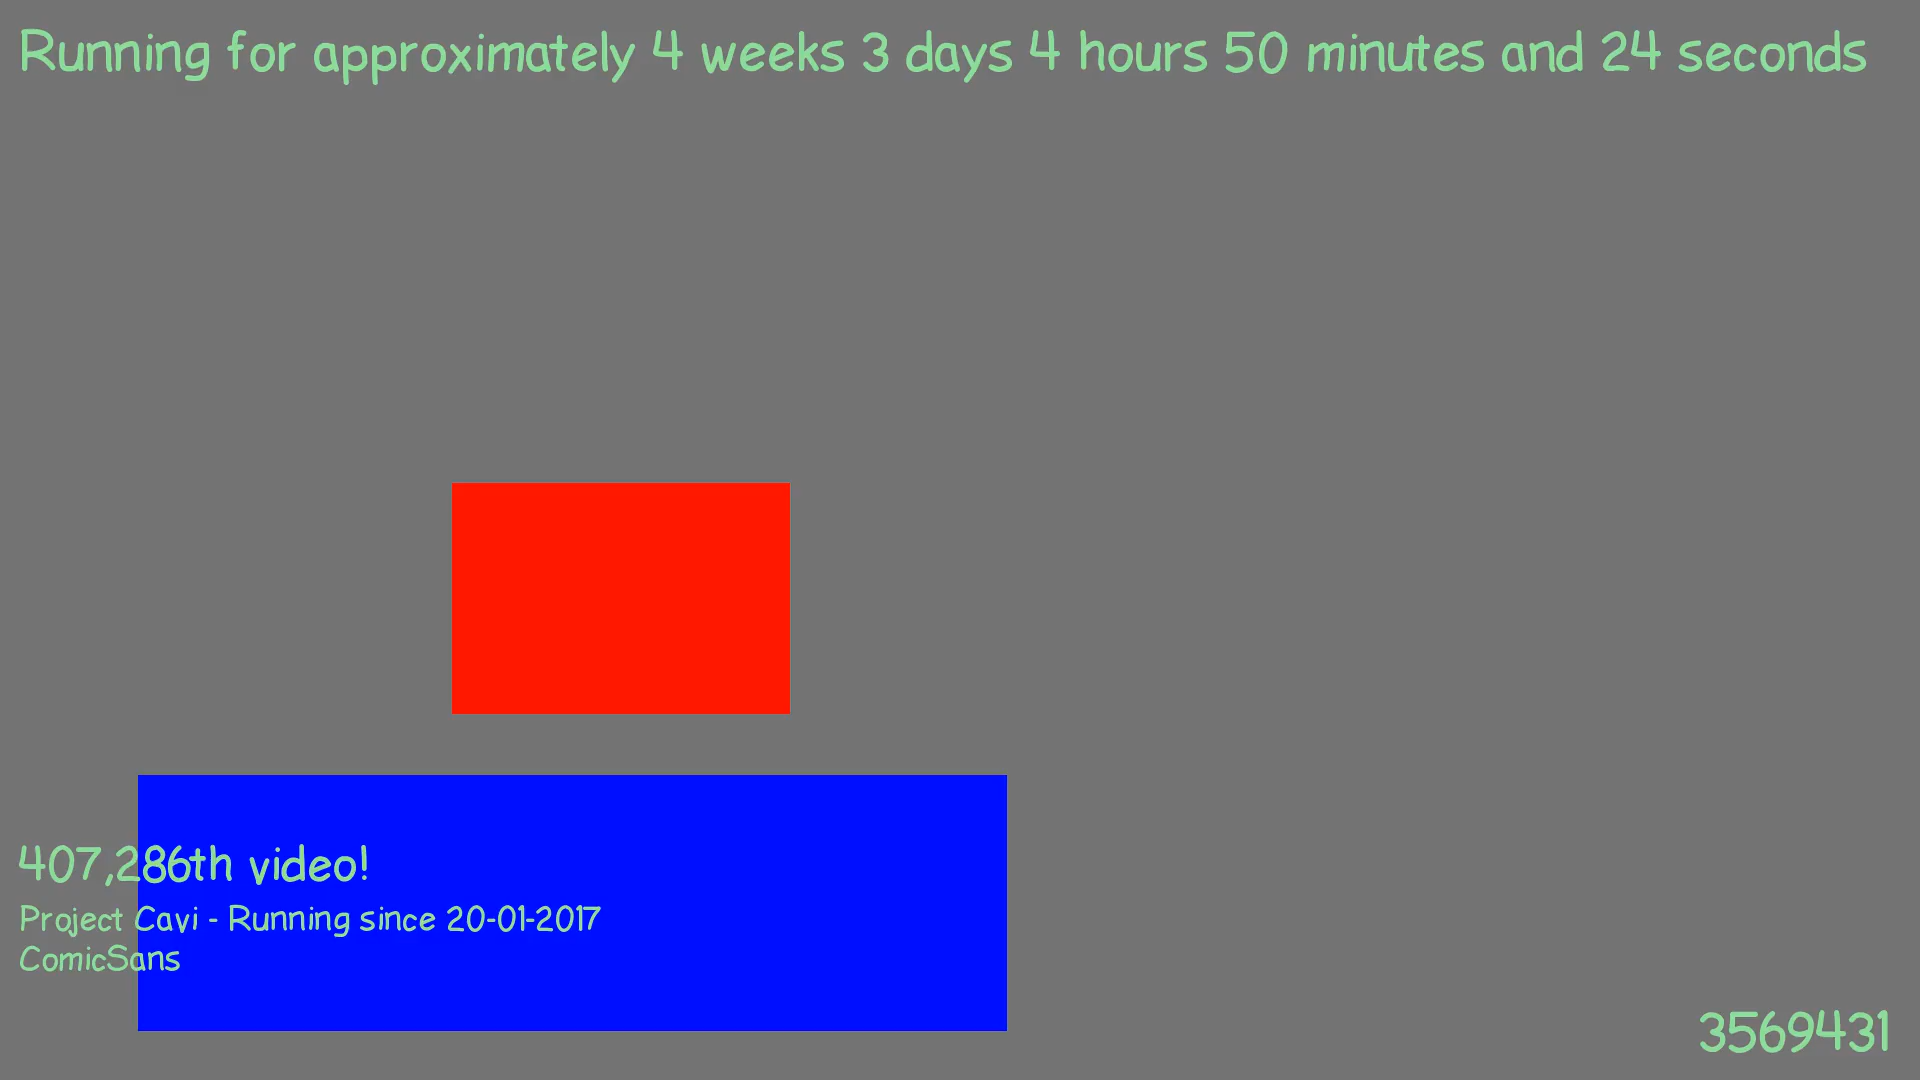 Running for approximately 4 weeks 3 days 4 hours 50 minutes and 24 seconds
407,286th video!
Project Cavi - Running since 20-01-2017
ComicSans
3569431